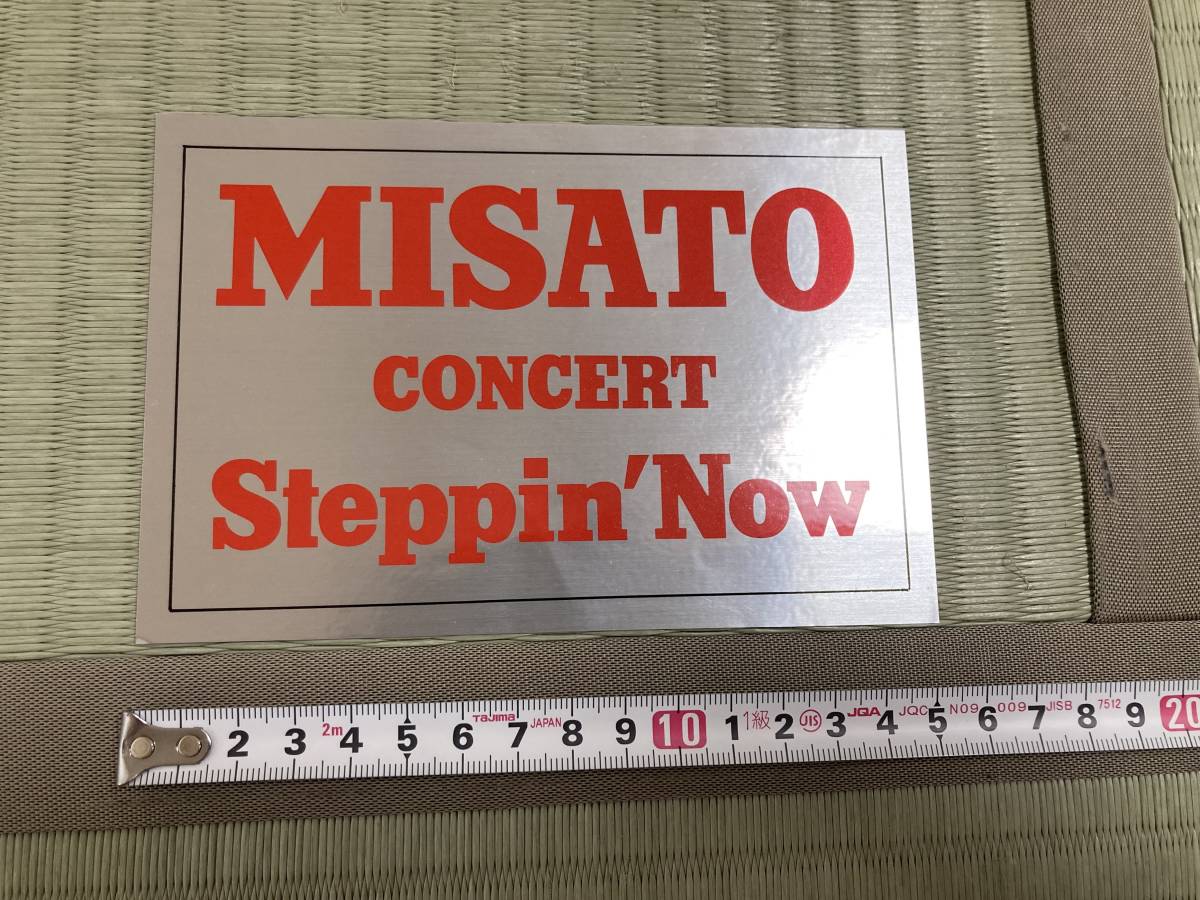 MISATO
CONCERT
Steppin' Now
2 3 2m 4 5 6 Tajima 7 JAPAN 8 9 10 1 1級 2 JIS 3 JQA 4 JQC 5 N09 6 009 7 JISB 8 7512 9 20